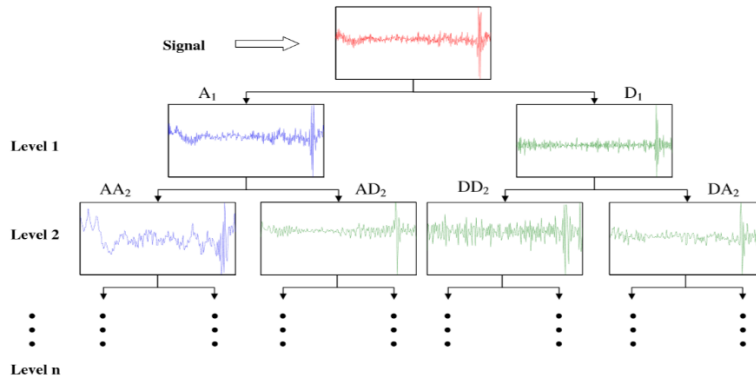 Signal
A₁
D₁
Level 1
AA₂
AD₂
DD₂
DA₂
Level 2
Level n